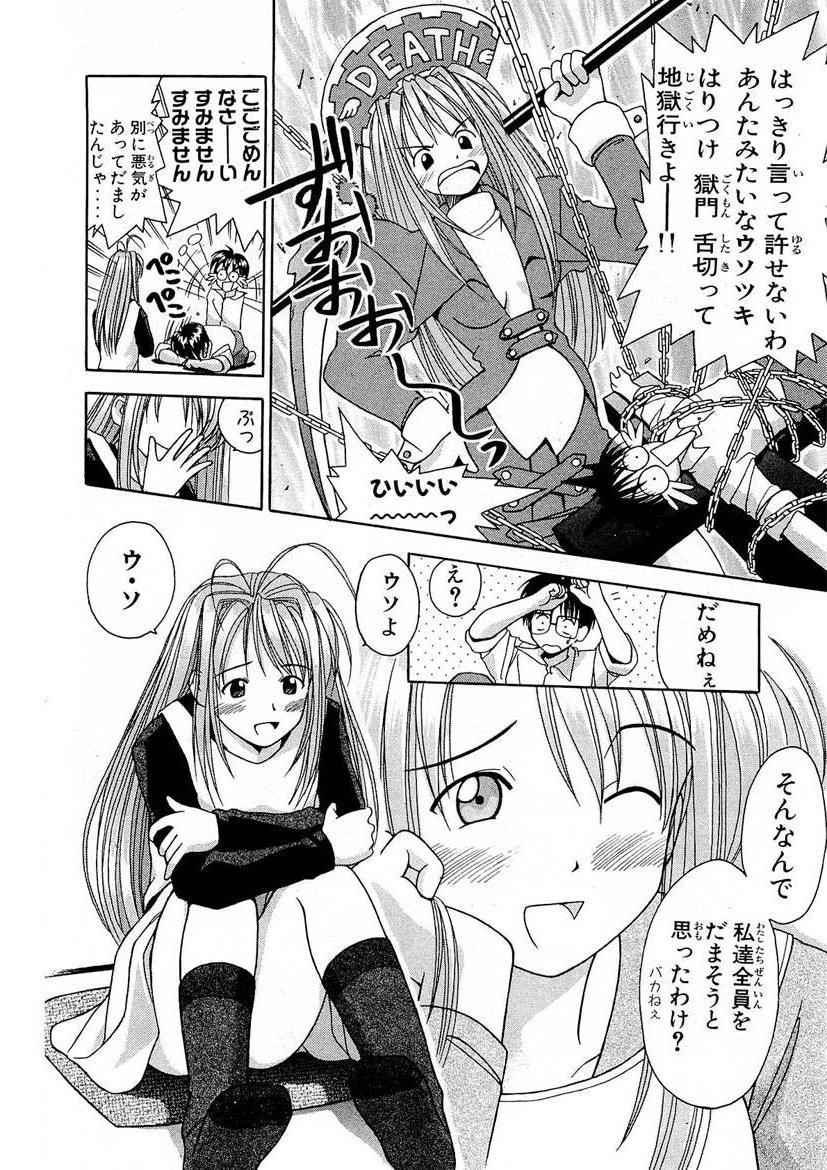 はっきり言って許せないわ
あんたみたいなウソツキ
はりつけ 獄門 舌切って
地獄行きよ——!!
DEATH
ずおおおお〜〜っ
ひいいい
〜〜〜〜っ
ごごごめん
なさーい
すみません
すみません
別に悪気が
あってだまし
たんじゃ‥‥
ぺこ
ぺこ
ぷっ
だめねぇ
え?
ウソよ
ウ・ソ
そんなんで
私達全員を
だまそうと
思ったわけ?
バカねぇ